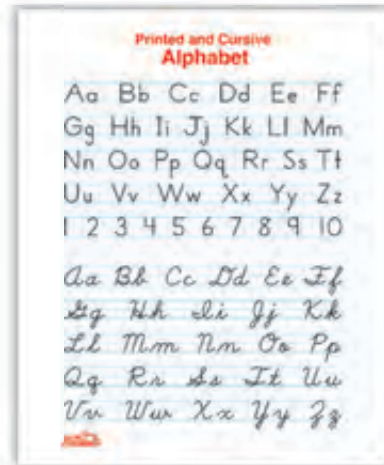 Printed and Cursive
Alphabet
Aa Bb Cc Dd Ee Ff
Gg Hh Ii Jj Kk Ll Mm
Nn Oo Pp Qq Rr Ss Tt
Uu Vv Ww Xx Yy Zz
1 2 3 4 5 6 7 8 9 10
Aa Bb Cc Dd Ee Ff
Gg Hh Ii Jj Kk
Ll Mm Nn Oo Pp
Qq Rr Ss Tt Uu
Vv Ww Xx Yy Zz